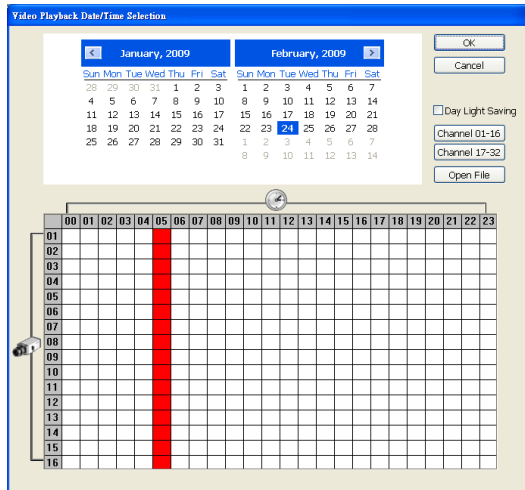 Video Playback Date/Time Selection
January, 2009
February, 2009
Sun Mon Tue Wed Thu Fri Sat
Sun Mon Tue Wed Thu Fri Sat
28 29 30 31 1 2 3
1 2 3 4 5 6 7
4 5 6 7 8 9 10
8 9 10 11 12 13 14
11 12 13 14 15 16 17
15 16 17 18 19 20 21
18 19 20 21 22 23 24
22 23 24 25 26 27 28
25 26 27 28 29 30 31
1 2 3 4 5 6 7
8 9 10 11 12 13 14
OK
Cancel
Day Light Saving
Channel 01-16
Channel 17-32
Open File
00 01 02 03 04 05 06 07 08 09 10 11 12 13 14 15 16 17 18 19 20 21 22 23
01
02
03
04
05
06
07
08
09
10
11
12
13
14
15
16